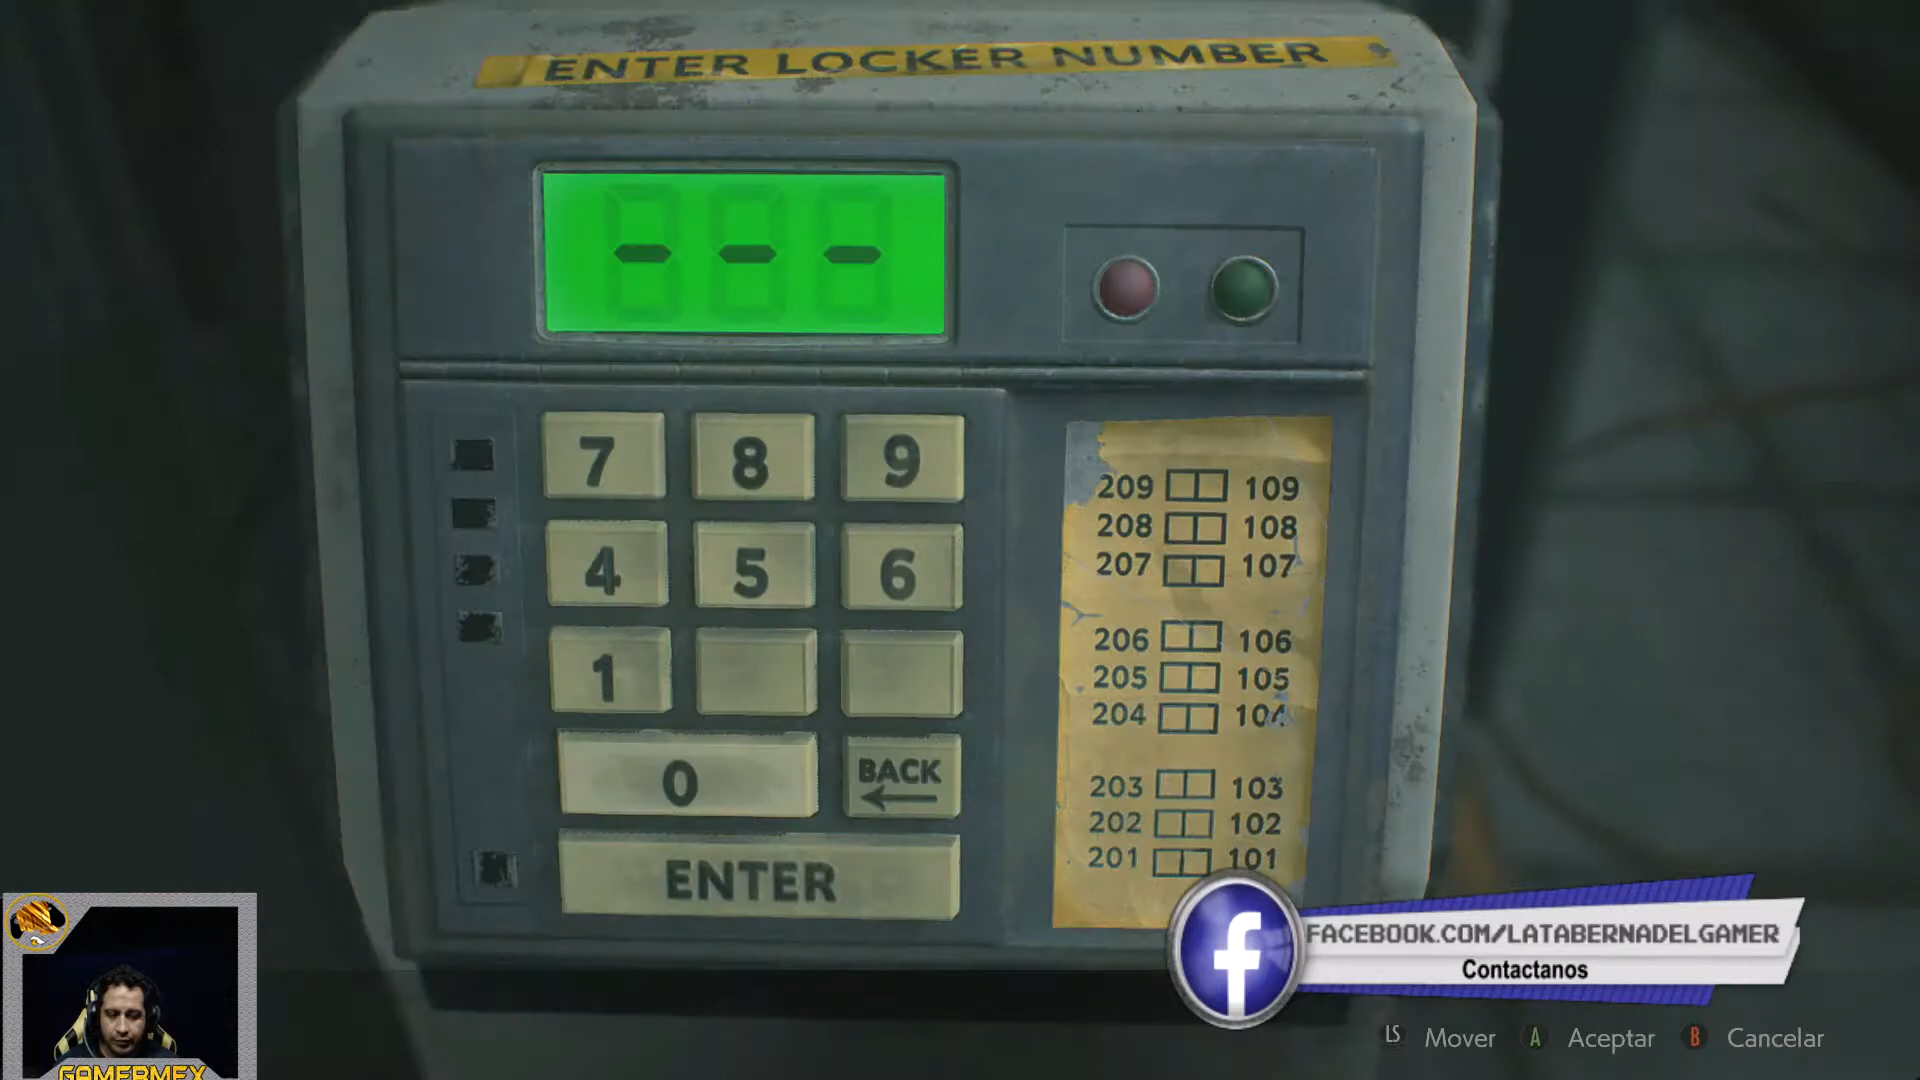 ENTER LOCKER NUMBER
- - -
7 8 9
4 5 6
1
0 BACK
ENTER
209 109
208 108
207 107
206 106
205 105
204 104
203 103
202 102
201 101
FACEBOOK.COM/LATABERNADELGAMER
Contactanos
LS Mover A Aceptar B Cancelar
GAMERMEX